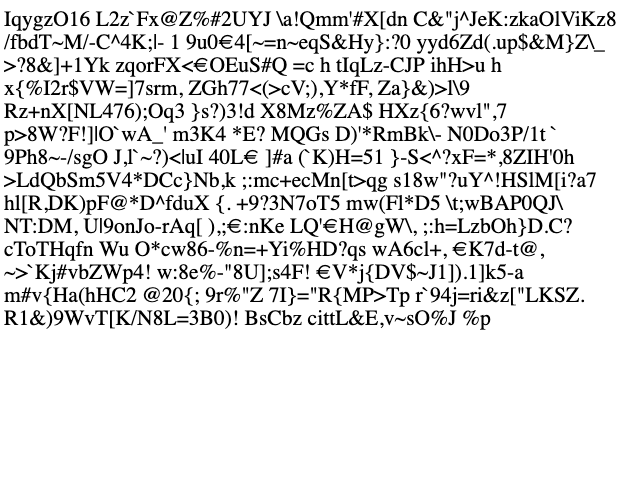 IqygzO16 L2z`Fx@Z%#2UYJ \a!Qmm'#X[dn C&"j^JeK:zkaOlViKz8
/fbdT~M/-C^4K;|- 1 9u0€4[~=n~eqS&Hy}:?0 yyd6Zd(.up$&M}Z\_
>?8&]+1Yk zqorFX<€OEuS#Q =c h tIqLz-CJP ihH>u h
x{%I2r$VW=]7srm, ZGh77<(>cV;),Y*fF, Za}&)>l\9
Rz+nX[NL476);Oq3 }s?)3!d X8Mz%ZA$ HXz{6?wvl",7
p>8W?F!]|O`wA_' m3K4 *E? MQGs D)'*RmBk\- N0Do3P/1t`
9Ph8~-/sgO J,l`~?)<|uI 40L€ ]#a (`K)H=51 }-S<^?xF=*,8ZIH'0h
>LdQbSm5V4*DCc}Nb,k ;:mc+ecMn[t>qg s18w"?uY^!HSlM[i?a7
hI[R,DK)pF@*D^fduX {. +9?3N7oT5 mw(Fl*D5 \t;wBAP0QJ\
NT:DM, U|9onJo-rAq[ ),;€:nKe LQ'€H@gW\, ;:h=LzbOh}D.C?
cToTHqfn Wu O*cw86-%n=+Yi%HD?qs wA6cl+, €K7d-t@,
~>`Kj#vbZWp4! w:8e%-"8U];s4F! €V*j{DV$~J1]).1]k5-a
m#v{Ha(hHC2 @20{; 9r%"Z 7I}="R{MP>Tp r`94j=ri&z["LKSZ.
R1&)9WvT[K/N8L=3B0)! BsCbz cittL&E,v~sO%J %p